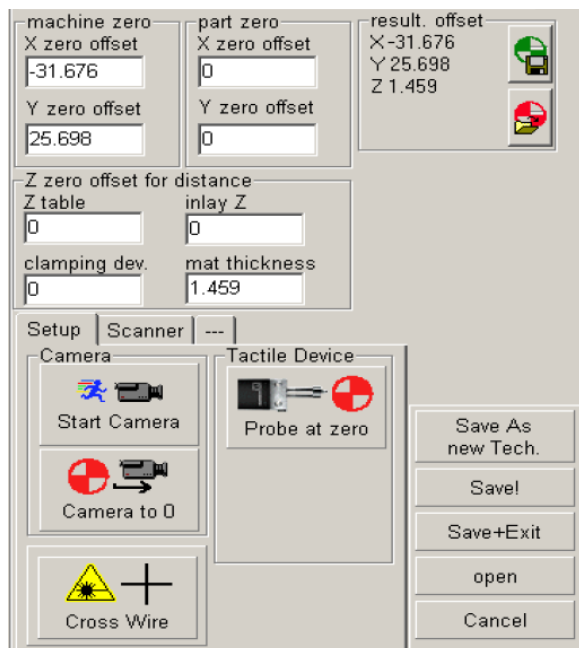 machine zero
X zero offset
-31.676
Y zero offset
25.698
part zero
X zero offset
0
Y zero offset
0
result. offset
X-31.676
Y 25.698
Z 1.459
Z zero offset for distance
Z table
0
inlay Z
0
clamping dev.
0
mat thickness
1.459
Setup
Scanner
---
Camera
Start Camera
Camera to 0
Cross Wire
Tactile Device
Probe at zero
Save As
new Tech.
Save!
Save+Exit
open
Cancel